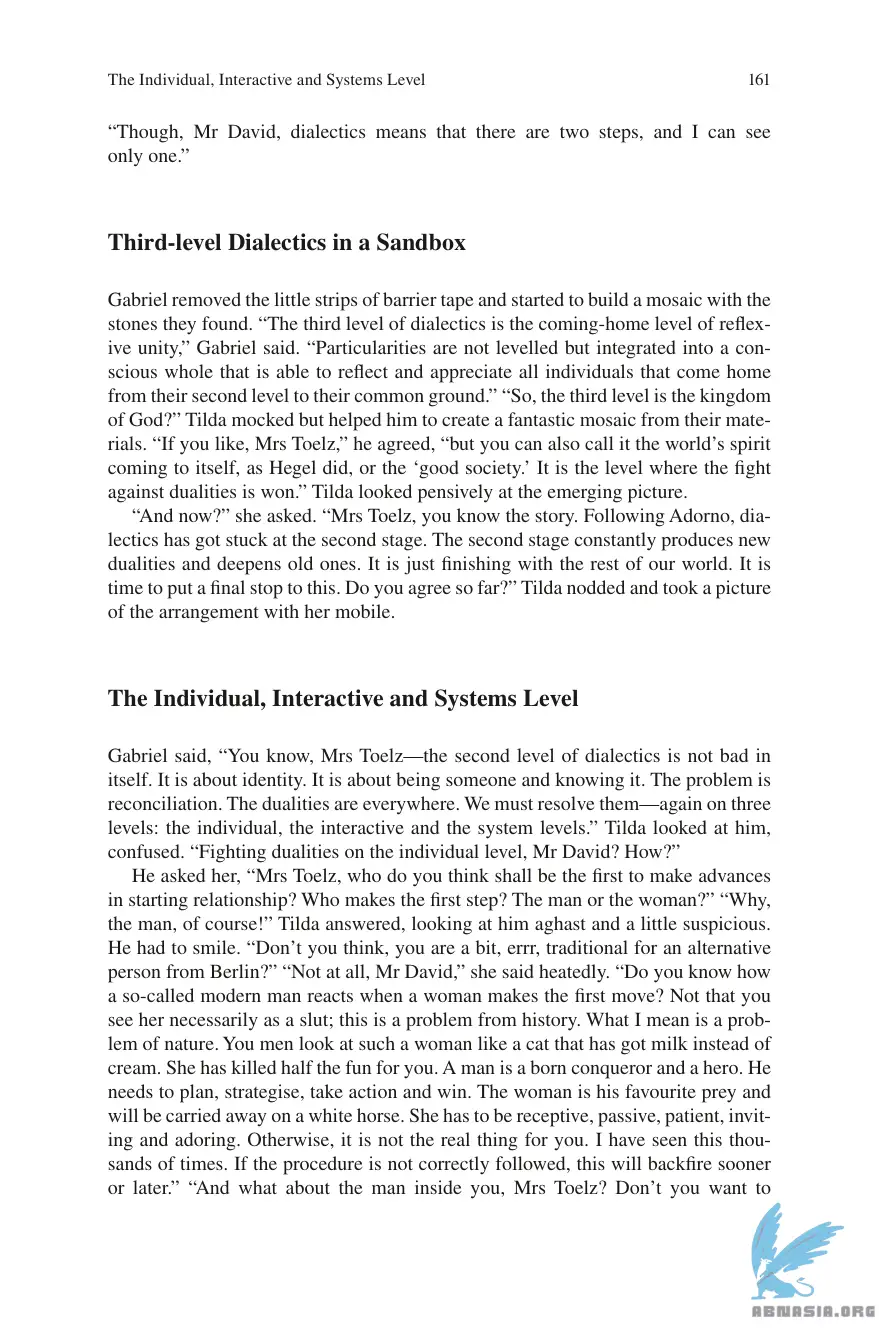 The Individual, Interactive and Systems Level 161
“Though, Mr David, dialectics means that there are two steps, and I can see
only one.”
Third-level Dialectics in a Sandbox
Gabriel removed the little strips of barrier tape and started to build a mosaic with the
stones they found. “The third level of dialectics is the coming-home level of reflex-
ive unity,” Gabriel said. “Particularities are not levelled but integrated into a con-
scious whole that is able to reflect and appreciate all individuals that come home
from their second level to their common ground.” “So, the third level is the kingdom
of God?” Tilda mocked but helped him to create a fantastic mosaic from their mate-
rials. “If you like, Mrs Toelz,” he agreed, “but you can also call it the world’s spirit
coming to itself, as Hegel did, or the ‘good society.’ It is the level where the fight
against dualities is won.” Tilda looked pensively at the emerging picture.
“And now?” she asked. “Mrs Toelz, you know the story. Following Adorno, dia-
lectics has got stuck at the second stage. The second stage constantly produces new
dualities and deepens old ones. It is just finishing with the rest of our world. It is
time to put a final stop to this. Do you agree so far?” Tilda nodded and took a picture
of the arrangement with her mobile.
The Individual, Interactive and Systems Level
Gabriel said, “You know, Mrs Toelz—the second level of dialectics is not bad in
itself. It is about identity. It is about being someone and knowing it. The problem is
reconciliation. The dualities are everywhere. We must resolve them—again on three
levels: the individual, the interactive and the system levels.” Tilda looked at him,
confused. “Fighting dualities on the individual level, Mr David? How?”
He asked her, “Mrs Toelz, who do you think shall be the first to make advances
in starting relationship? Who makes the first step? The man or the woman?” “Why,
the man, of course!” Tilda answered, looking at him aghast and a little suspicious.
He had to smile. “Don’t you think, you are a bit, errr, traditional for an alternative
person from Berlin?” “Not at all, Mr David,” she said heatedly. “Do you know how
a so-called modern man reacts when a woman makes the first move? Not that you
see her necessarily as a slut; this is a problem from history. What I mean is a prob-
lem of nature. You men look at such a woman like a cat that has got milk instead of
cream. She has killed half the fun for you. A man is a born conqueror and a hero. He
needs to plan, strategise, take action and win. The woman is his favourite prey and
will be carried away on a white horse. She has to be receptive, passive, patient, invit-
ing and adoring. Otherwise, it is not the real thing for you. I have seen this thou-
sands of times. If the procedure is not correctly followed, this will backfire sooner
or later.” “And what about the man inside you, Mrs Toelz? Don’t you want to
ABNASIA.ORG